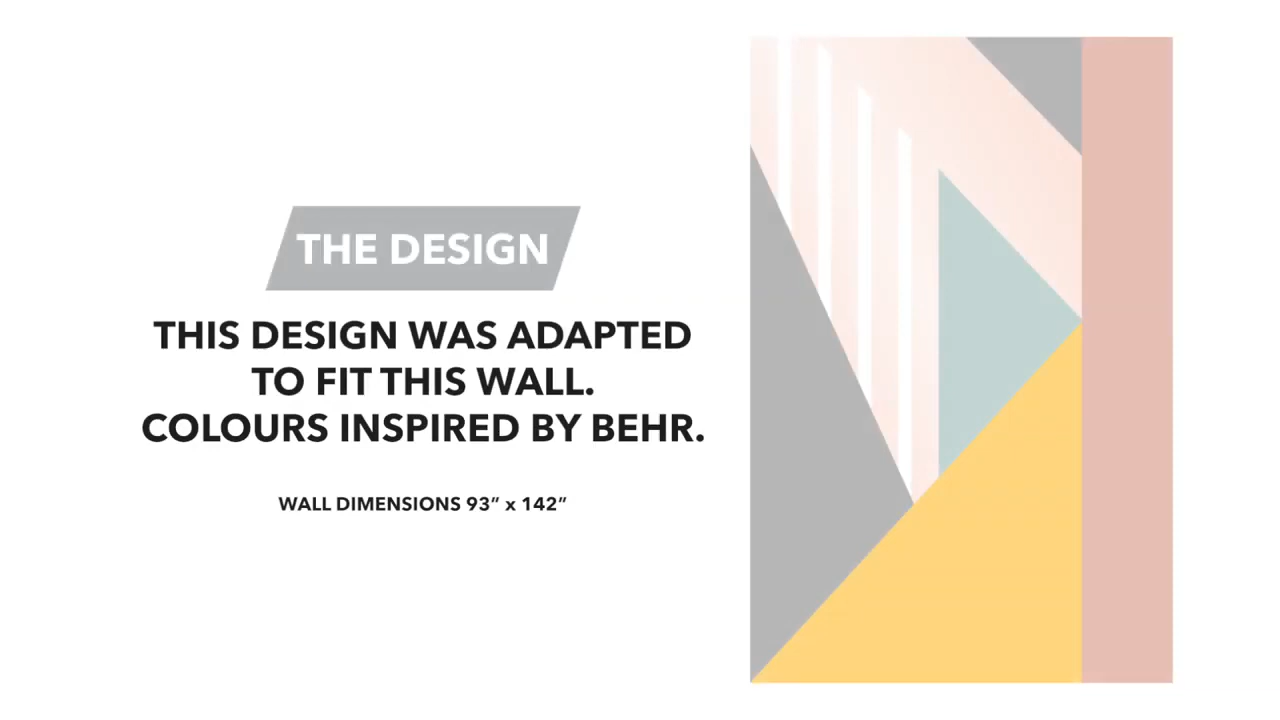 THE DESIGN
THIS DESIGN WAS ADAPTED
TO FIT THIS WALL.
COLOURS INSPIRED BY BEHR.
WALL DIMENSIONS 93” x 142”